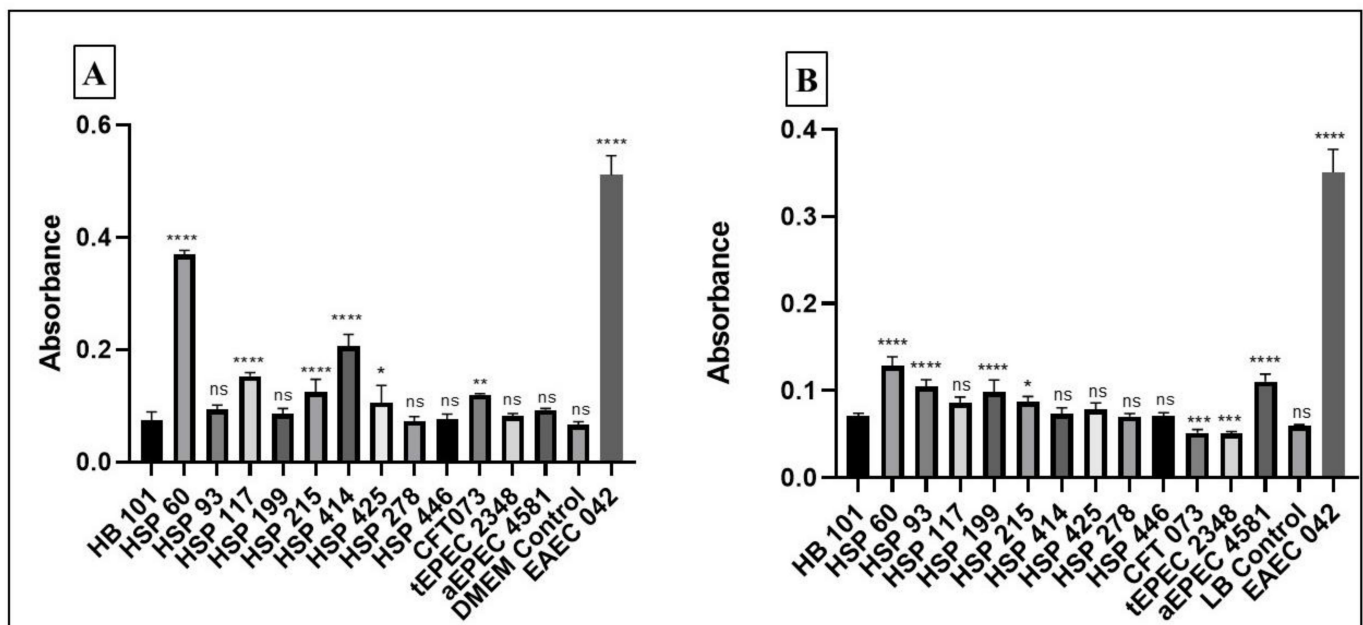 A
Absorbance
0.6
0.4
0.2
0.0
****
ns
****
ns
****
****
*
ns
ns
**
ns
ns
ns
****
HB 101
HSP 60
HSP 93
HSP 117
HSP 199
HSP 215
HSP 414
HSP 425
HSP 278
HSP 446
CFT073
tEPEC 2348
aEPEC 4581
DMEM Control
EAEC 042
B
Absorbance
0.4
0.3
0.2
0.1
0.0
****
****
ns
****
*
ns
ns
ns
ns
***
***
****
ns
****
HB 101
HSP 60
HSP 93
HSP 117
HSP 199
HSP 215
HSP 414
HSP 425
HSP 278
HSP 446
CFT 073
tEPEC 2348
aEPEC 4581
LB Control
EAEC 042